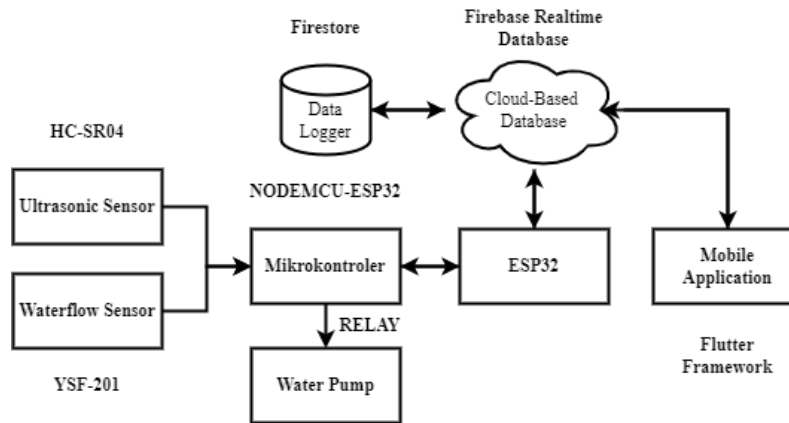 Firestore
Firebase Realtime
Database
Data
Logger
Cloud-Based
Database
HC-SR04
Ultrasonic Sensor
NODEMCU-ESP32
Mikrokontroler
ESP32
Mobile
Application
Waterflow Sensor
RELAY
Water Pump
YSF-201
Flutter
Framework